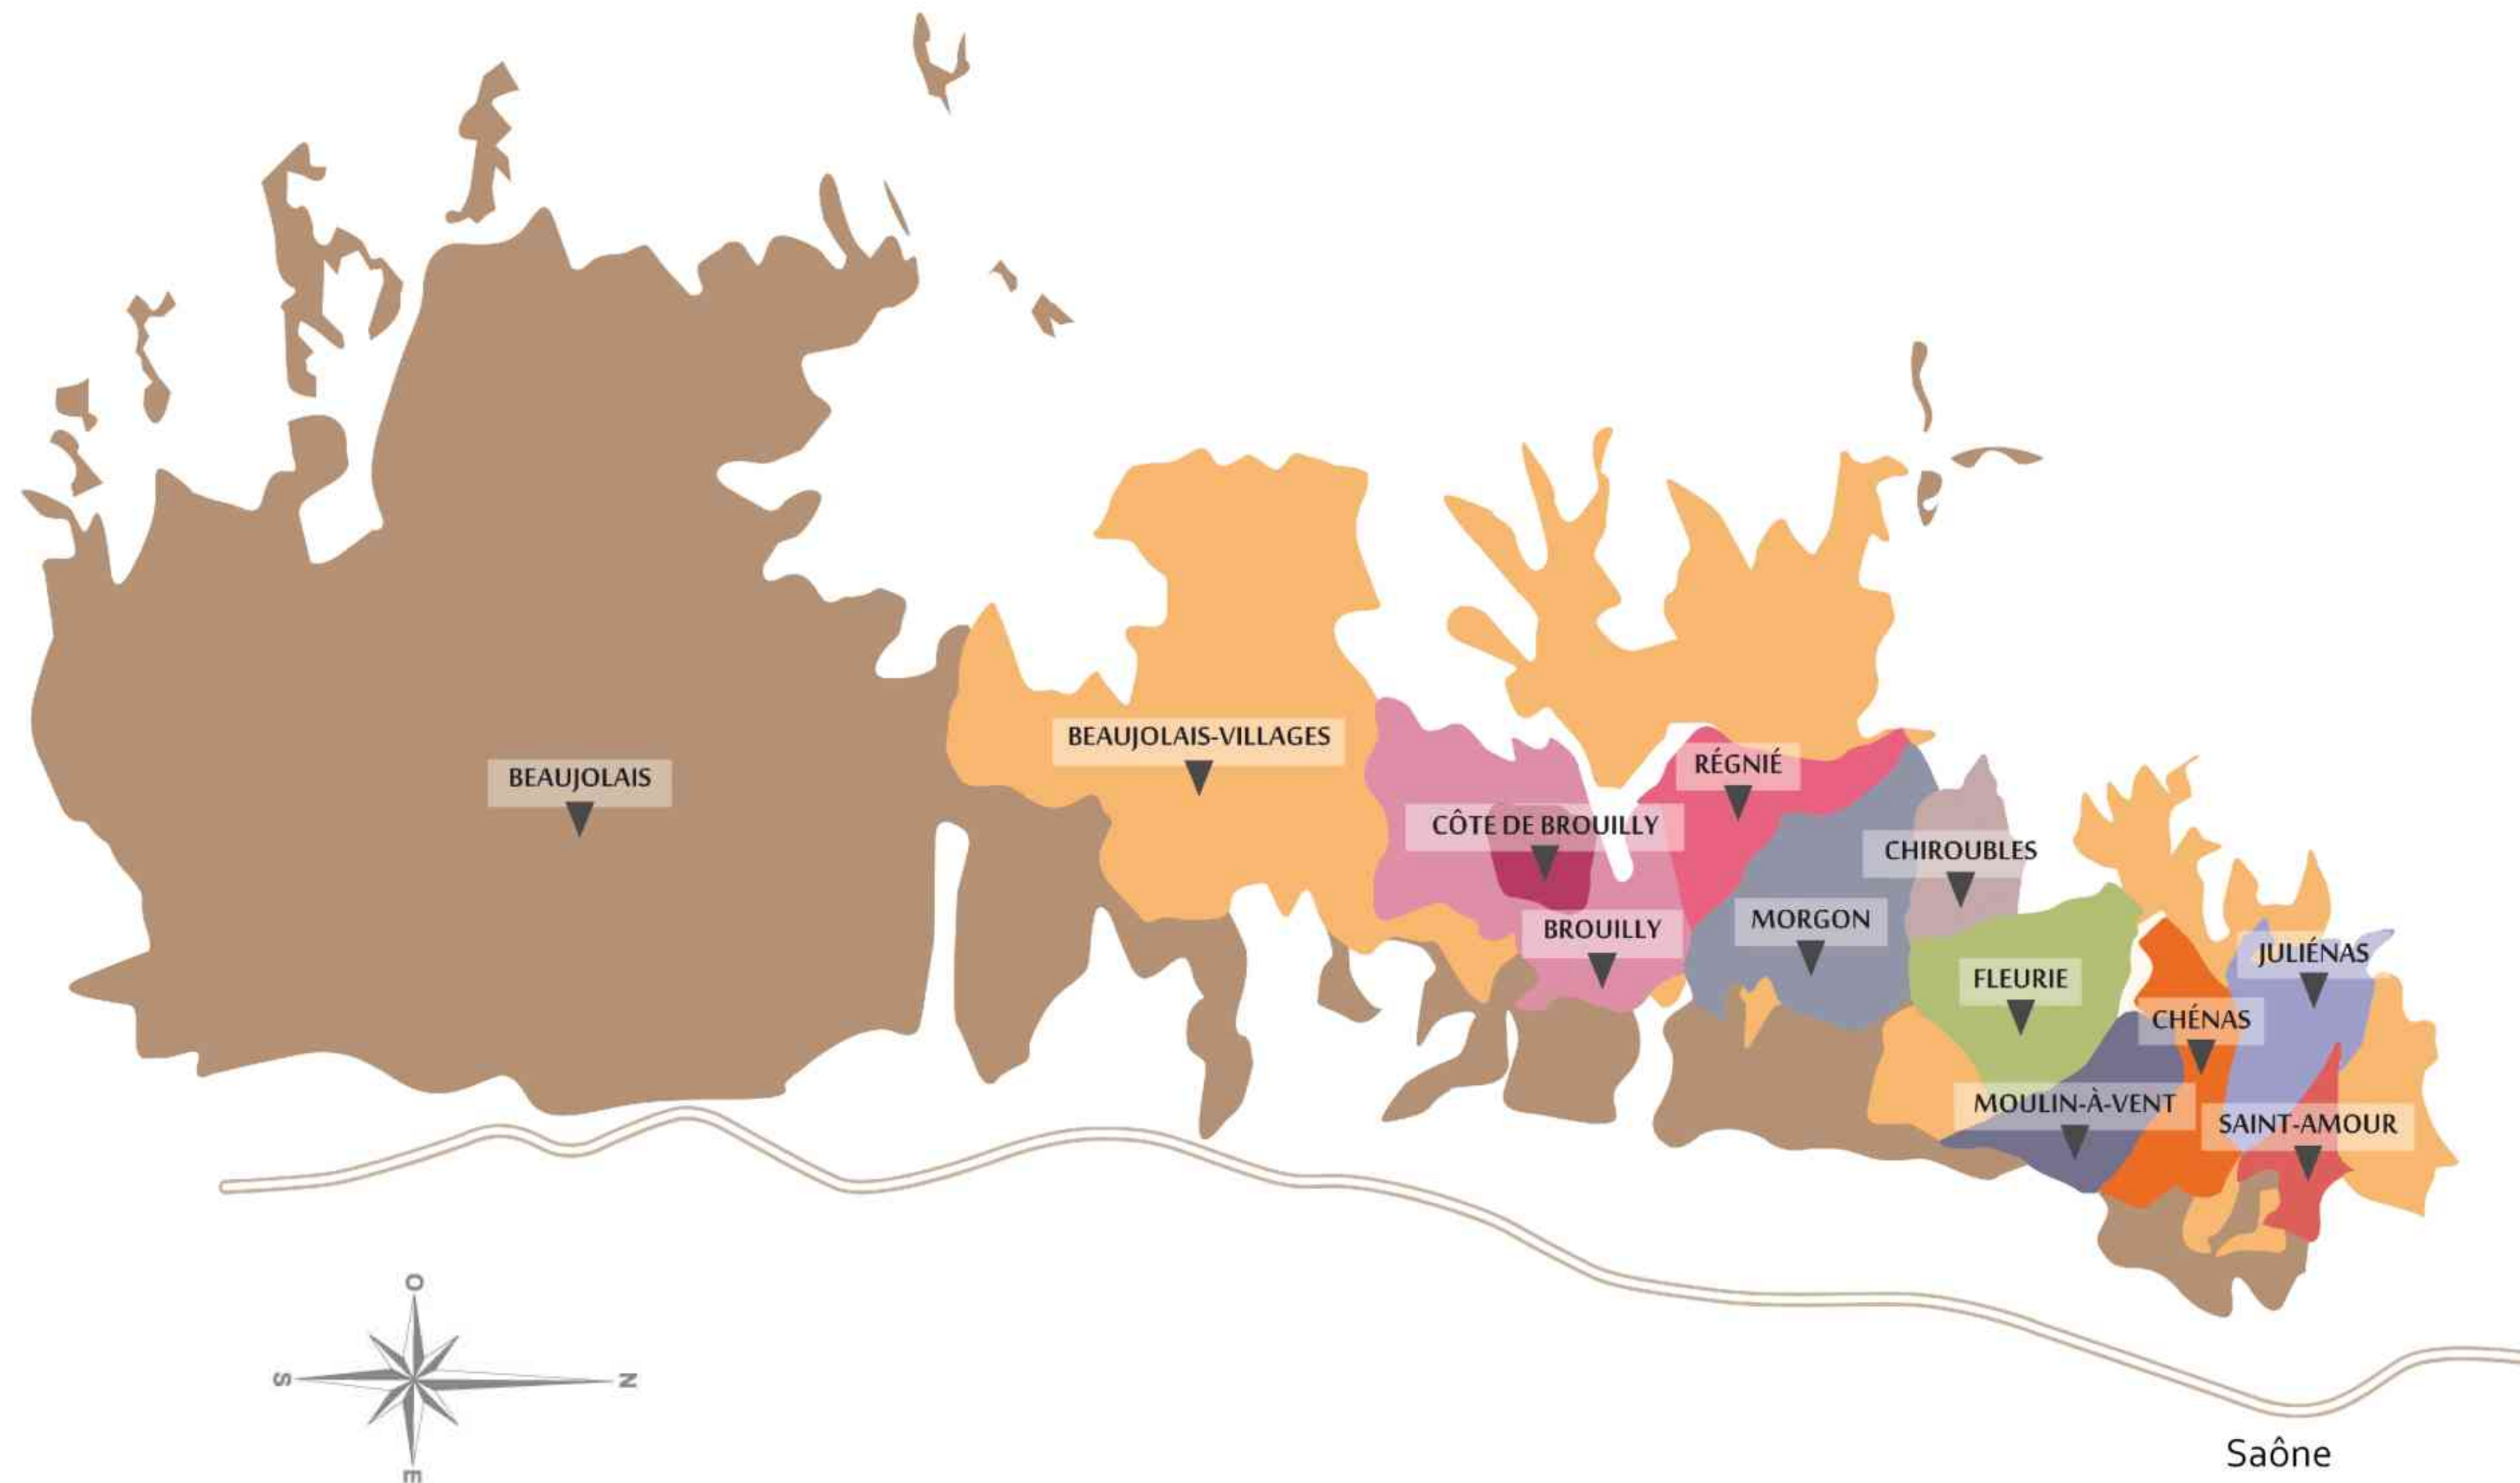 BEAUJOLAIS-VILLAGES
RÉGNIÉ
BEAUJOLAIS
CÔTE DE BROUILLY
CHIROUBLES
MORGON
BROUILLY
JULIÉNAS
FLEURIE
CHÉNAS
MOULIN-À-VENT
SAINT-AMOUR
O
S
N
E
Saône